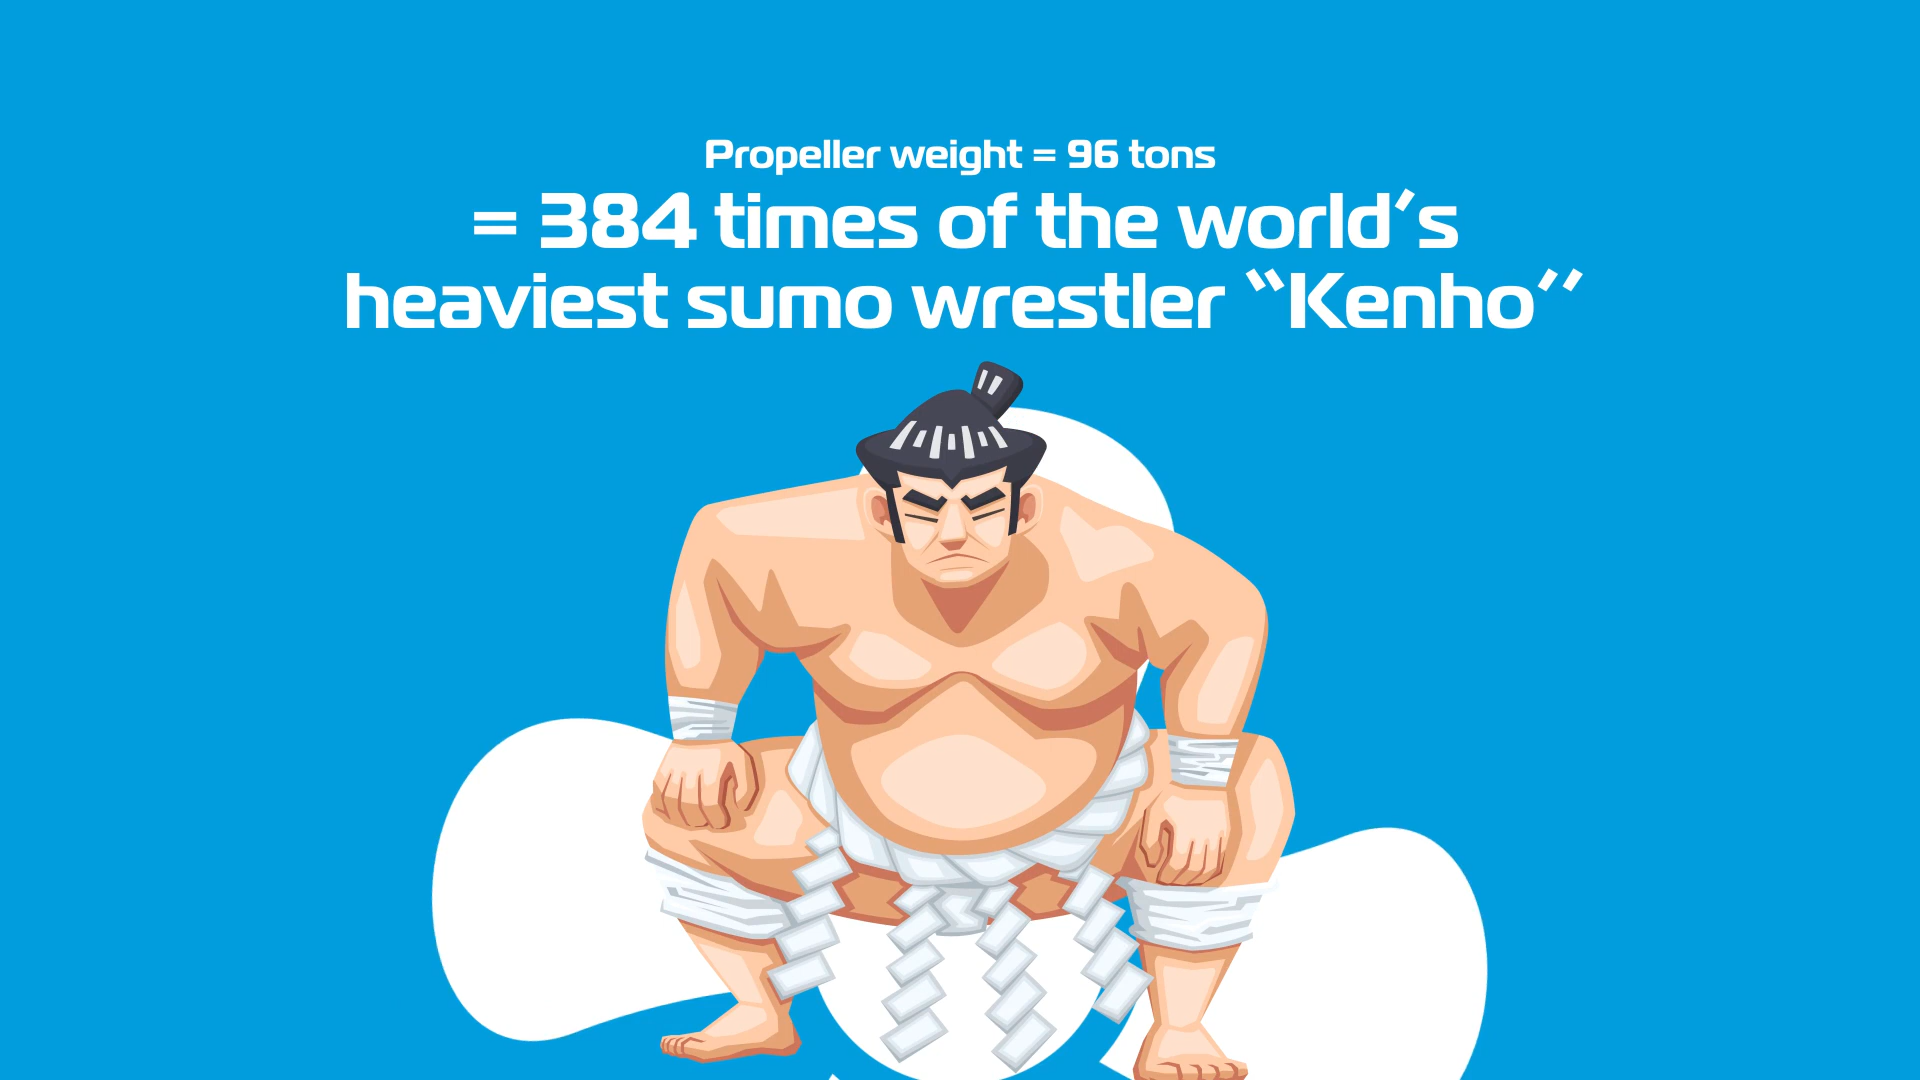 Propeller weight = 96 tons
= 384 times of the world's
heaviest sumo wrestler "Kenho"